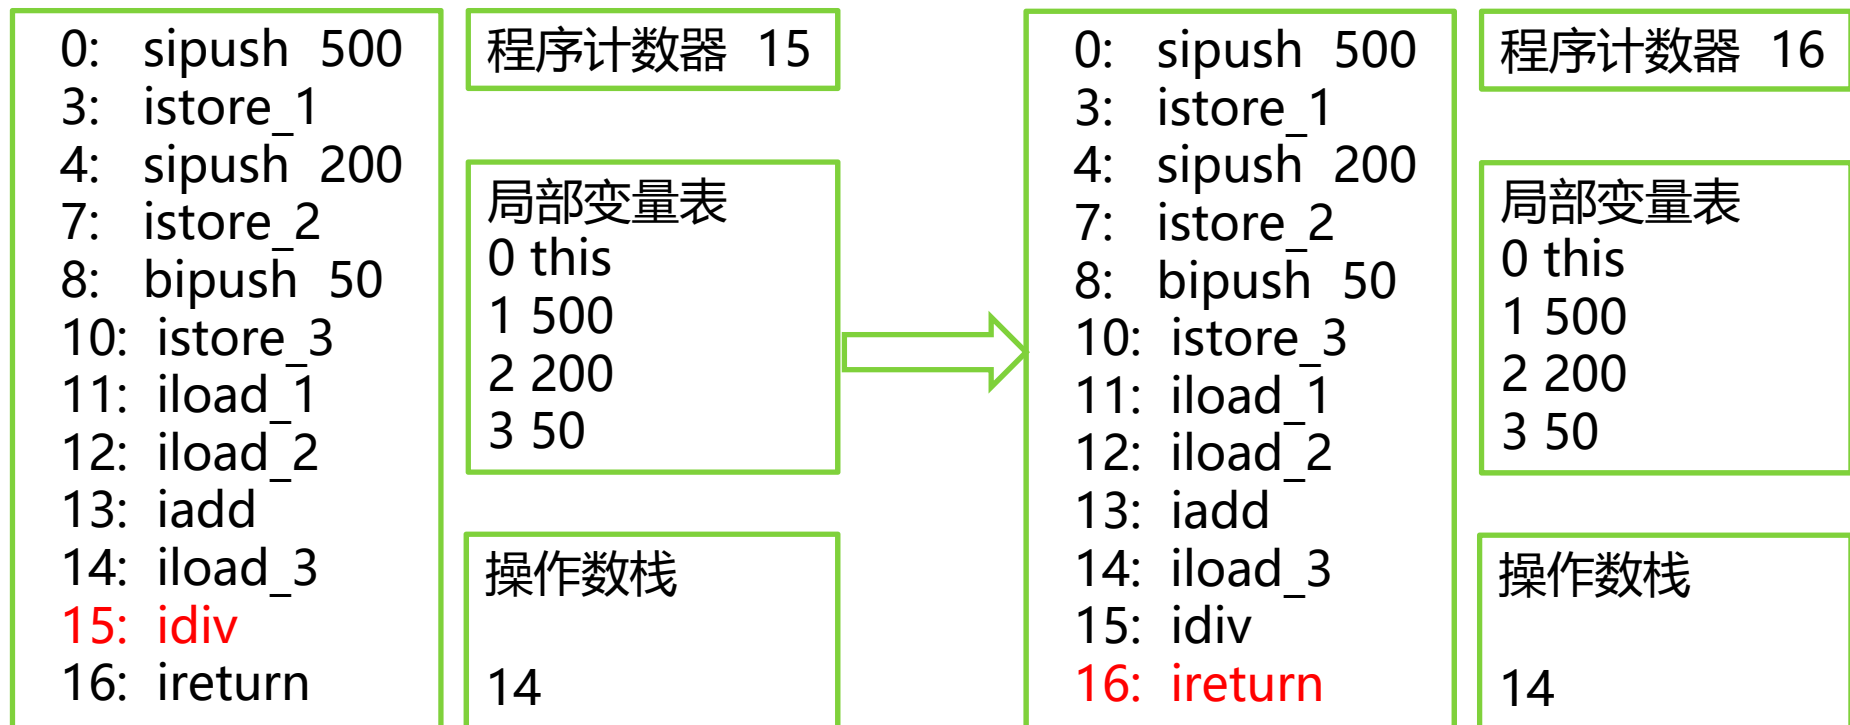 0: sipush 500
3: istore_1
4: sipush 200
7: istore_2
8: bipush 50
10: istore_3
11: iload_1
12: iload_2
13: iadd
14: iload_3
15: idiv
16: ireturn
程序计数器 15
局部变量表
0 this
1 500
2 200
3 50
操作数栈
14
0: sipush 500
3: istore_1
4: sipush 200
7: istore_2
8: bipush 50
10: istore_3
11: iload_1
12: iload_2
13: iadd
14: iload_3
15: idiv
16: ireturn
程序计数器 16
局部变量表
0 this
1 500
2 200
3 50
操作数栈
14